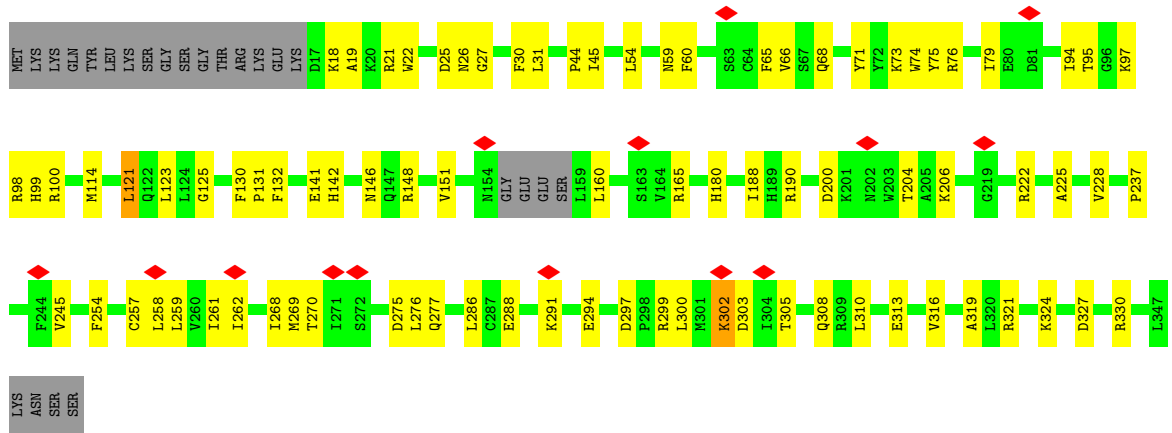 MET LYS LYS GLN TYR LEU LYS SER GLY SER GLY THR ARG LYS GLU LYS D17 K18 A19 K20 R21 W22 D25 N26 G27 F30 L31 P44 I45 L54 N59 F60 S63 C64 F65 V66 S67 Q68 Y71 Y72 K73 W74 Y75 R76 I79 E80 D81 I94 T95 G96 K97
R98 H99 R100 M114 L121 Q122 L123 L124 G125 F130 P131 F132 E141 H142 N146 Q147 R148 V151 N154 GLY GLU GLU SER L159 L160 S163 V164 R165 H180 I188 H189 R190 D200 K201 N202 W203 T204 A205 K206 G219 R222 A225 V228 P237
F244 V245 F254 C257 L258 L259 V260 I261 I262 I268 M269 T270 I271 S272 D275 L276 Q277 L286 C287 E288 K291 E294 D297 P298 R299 L300 M301 K302 D303 I304 T305 Q308 R309 L310 E313 V316 A319 L320 R321 K324 D327 R330 L347
LYS ASN SER SER